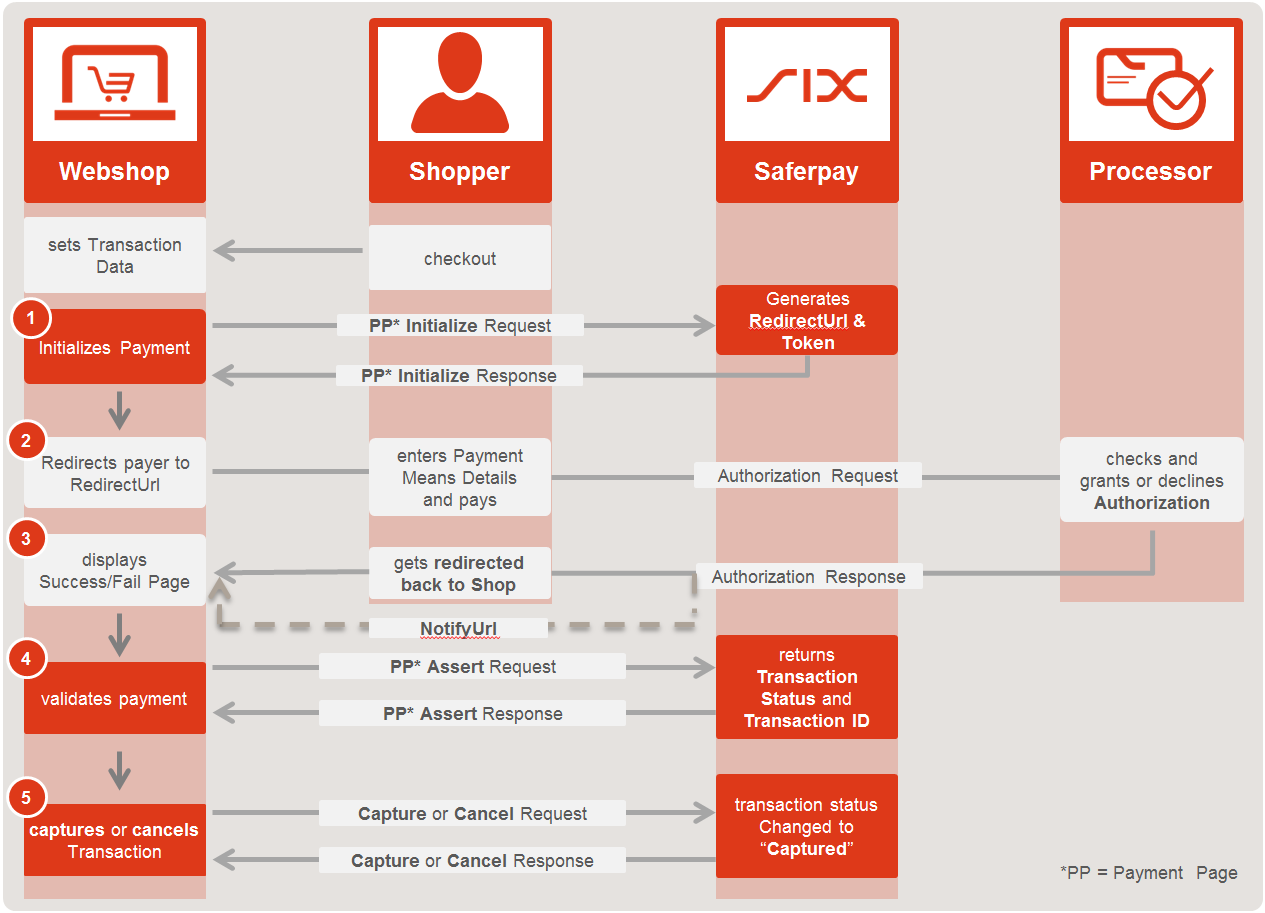 SIX
Webshop
Shopper
Saferpay
Processor
sets Transaction
Data
checkout
1
Initializes Payment
PP* Initialize Request
Generates
RedirectUrl &
Token
PP* Initialize Response
2
Redirects payer to
RedirectUrl
enters Payment
Means Details
and pays
Authorization Request
checks and
grants or declines
Authorization
3
displays
Success/Fail Page
gets redirected
back to Shop
Authorization Response
NotifyUrl
4
validates payment
PP* Assert Request
PP* Assert Response
returns
Transaction
Status and
Transaction ID
5
captures or cancels
Transaction
Capture or Cancel Request
Capture or Cancel Response
transaction status
Changed to
“Captured”
*PP = Payment Page